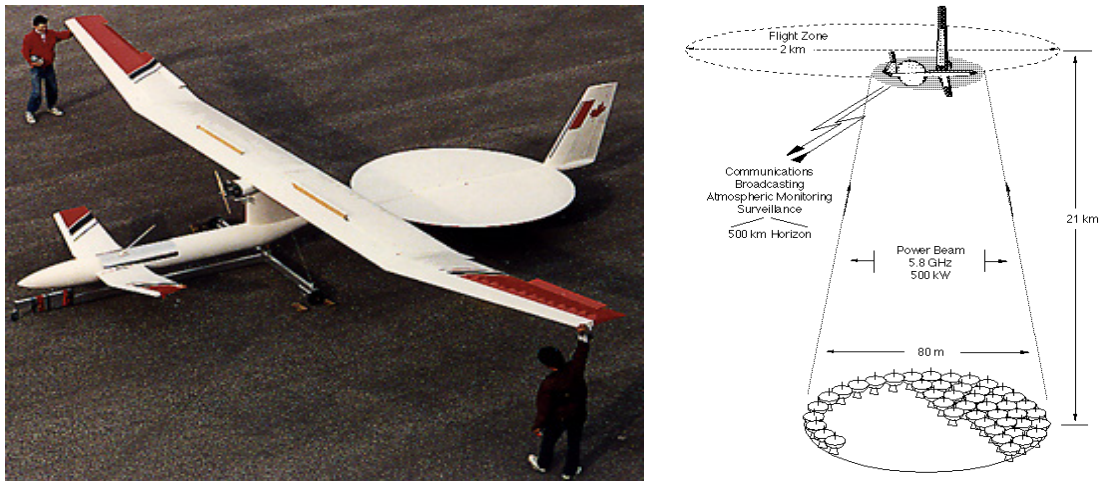 Flight Zone
2 km
Communications
Broadcasting
Atmospheric Monitoring
Surveillance
500 km Horizon
21 km
Power Beam
5.8 GHz
500 kW
80 m